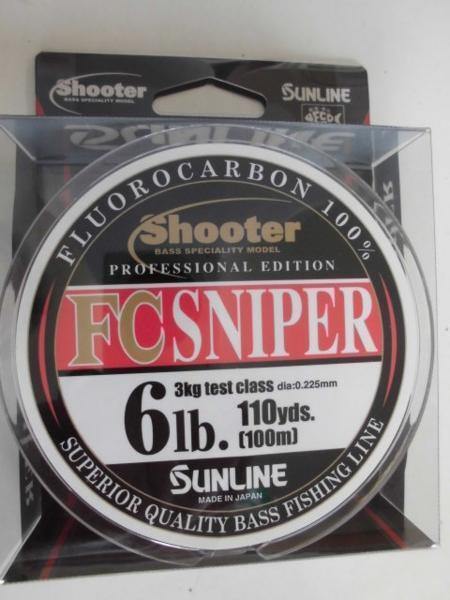 Shooter
BASS SPECIALITY MODEL
SUNLINE
SUNLINE
FLUOROCARBON 100%
Shooter
BASS SPECIALITY MODEL
PROFESSIONAL EDITION
FC SNIPER
3kg test class dia:0.225mm
6lb. 110yds.
(100m)
SUNLINE
MADE IN JAPAN
SUPERIOR QUALITY BASS FISHING LINE